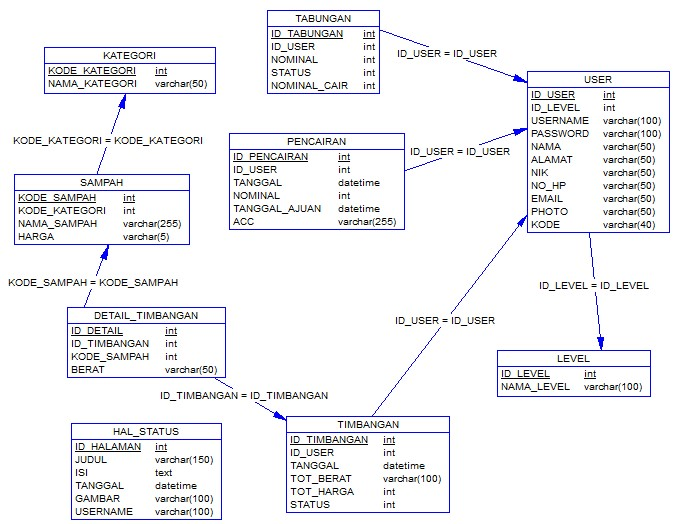 TABUNGAN
ID_TABUNGAN int
ID_USER int
NOMINAL int
STATUS int
NOMINAL_CAIR int
ID_USER = ID_USER
KATEGORI
KODE_KATEGORI int
NAMA_KATEGORI varchar(50)
USER
ID_USER int
ID_LEVEL int
USERNAME varchar(100)
PASSWORD varchar(100)
NAMA varchar(50)
ALAMAT varchar(50)
NIK varchar(50)
NO_HP varchar(50)
EMAIL varchar(50)
PHOTO varchar(50)
KODE varchar(40)
KODE_KATEGORI = KODE_KATEGORI
PENCAIRAN
ID_PENCAIRAN int
ID_USER int
TANGGAL datetime
NOMINAL int
TANGGAL_AJUAN datetime
ACC varchar(255)
ID_USER = ID_USER
SAMPAH
KODE_SAMPAH int
KODE_KATEGORI int
NAMA_SAMPAH varchar(255)
HARGA varchar(5)
KODE_SAMPAH = KODE_SAMPAH
ID_LEVEL = ID_LEVEL
DETAIL_TIMBANGAN
ID_DETAIL int
ID_TIMBANGAN int
KODE_SAMPAH int
BERAT varchar(50)
ID_USER = ID_USER
LEVEL
ID_LEVEL int
NAMA_LEVEL varchar(100)
ID_TIMBANGAN = ID_TIMBANGAN
HAL_STATUS
ID_HALAMAN int
JUDUL varchar(150)
ISI text
TANGGAL datetime
GAMBAR varchar(100)
USERNAME varchar(100)
TIMBANGAN
ID_TIMBANGAN int
ID_USER int
TANGGAL datetime
TOT_BERAT varchar(100)
TOT_HARGA int
STATUS int